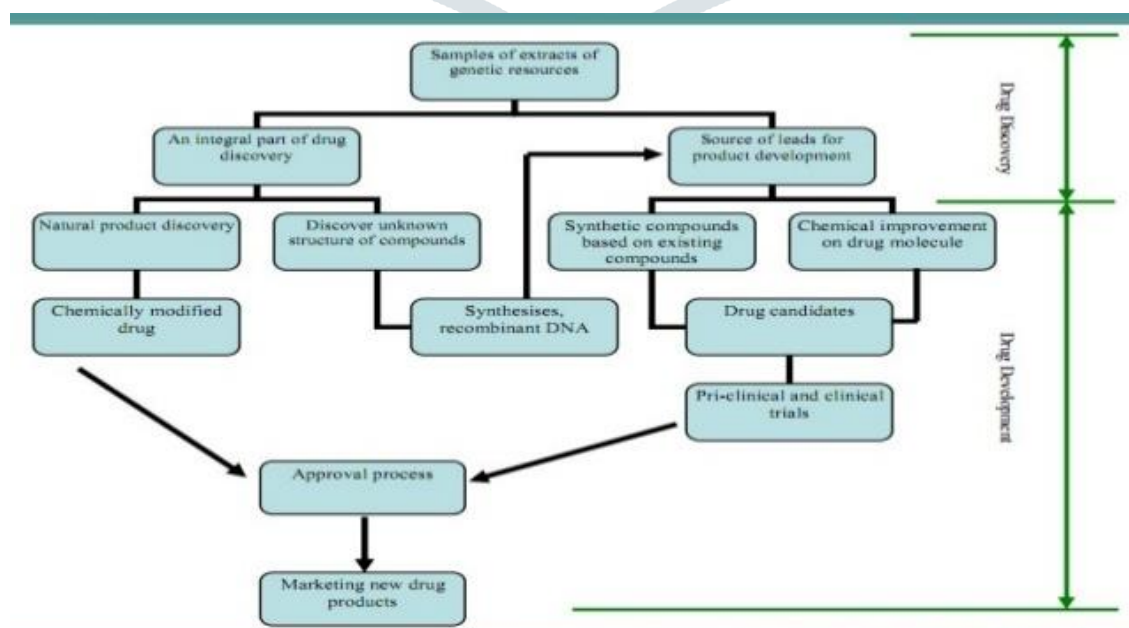 Samples of extracts of
genetic resources
An integral part of drug
discovery
Source of leads for
product development
Drug Discovery
Natural product discovery
Discover unknown
structure of compounds
Synthetic compounds
based on existing
compounds
Chemical improvement
on drug molecule
Chemically modified
drug
Synthesises,
recombinant DNA
Drug candidates
Drug Development
Pri-clinical and clinical
trials
Approval process
Marketing new drug
products